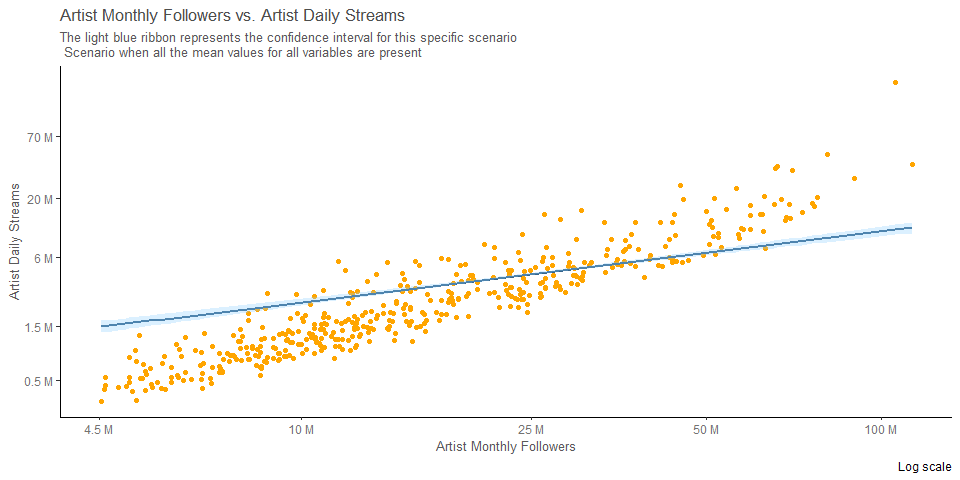 Artist Monthly Followers vs. Artist Daily Streams
The light blue ribbon represents the confidence interval for this specific scenario
Scenario when all the mean values for all variables are present
70 M
20 M
6 M
1.5 M
0.5 M
Artist Daily Streams
4.5 M
10 M
25 M
50 M
100 M
Artist Monthly Followers
Log scale